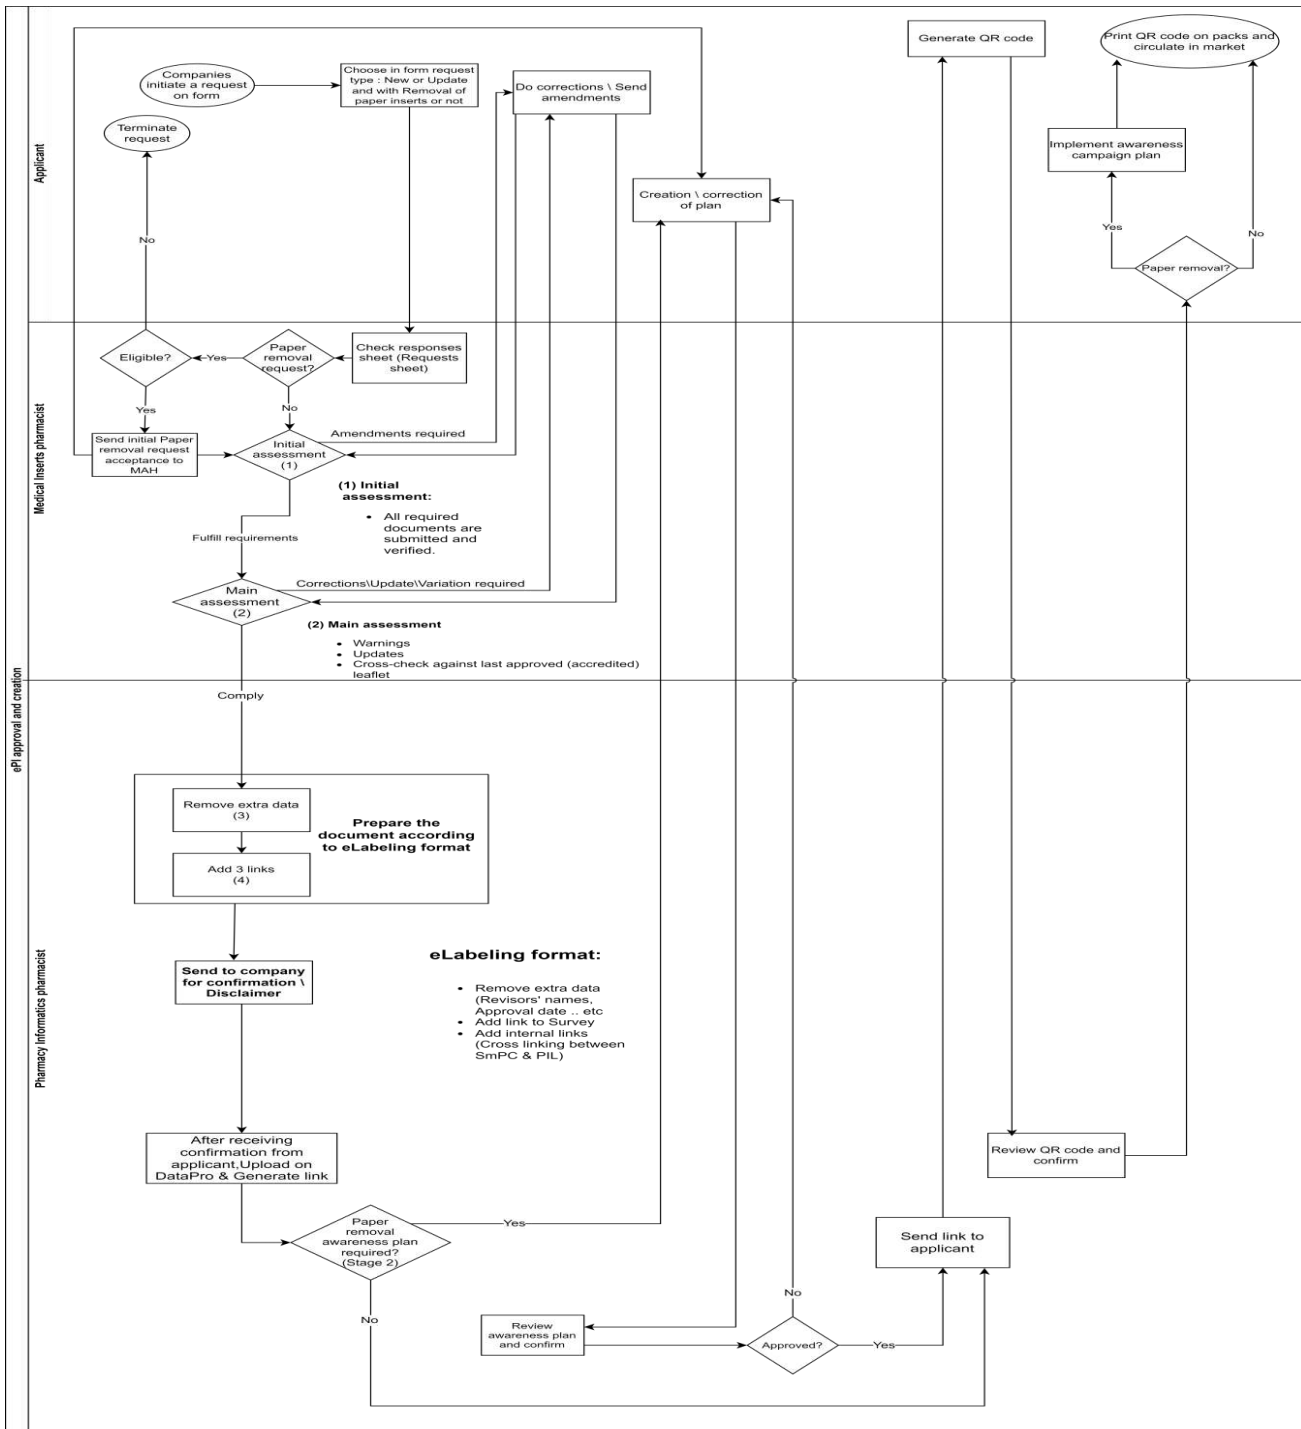 ePI approval and creation
Applicant
Companies
initiate a request
on form
Choose in form request
type : New or Update
and with Removal of
paper inserts or not
Do corrections \ Send
amendments
Generate QR code
Print QR code on packs and
circulate in market
Terminate
request
Implement awareness
campaign plan
Creation \ correction
of plan
No
Yes
No
Paper removal?
Medical Inserts pharmacist
Eligible?
Yes
Paper
removal
request?
Check responses
sheet (Requests
sheet)
Yes
No
Send initial Paper
removal request
acceptance to
MAH
Initial
assessment
(1)
Amendments required
(1) Initial
assessment:
• All required
documents are
submitted and
verified.
Fulfill requirements
Main
assessment
(2)
Corrections\Update\Variation required
(2) Main assessment
• Warnings
• Updates
• Cross-check against last approved (accredited)
leaflet
Pharmacy Informatics pharmacist
Comply
Remove extra data
(3)
Add 3 links
(4)
Prepare the
document according
to eLabeling format
Send to company
for confirmation \
Disclaimer
eLabeling format:
• Remove extra data
(Revisors' names,
Approval date .. etc
• Add link to Survey
• Add internal links
(Cross linking between
SmPC & PIL)
After receiving
confirmation from
applicant,Upload on
DataPro & Generate link
Review QR code and
confirm
Paper
removal
awareness plan
required?
(Stage 2)
Yes
No
Send link to
applicant
Review
awareness plan
and confirm
Approved?
No
Yes